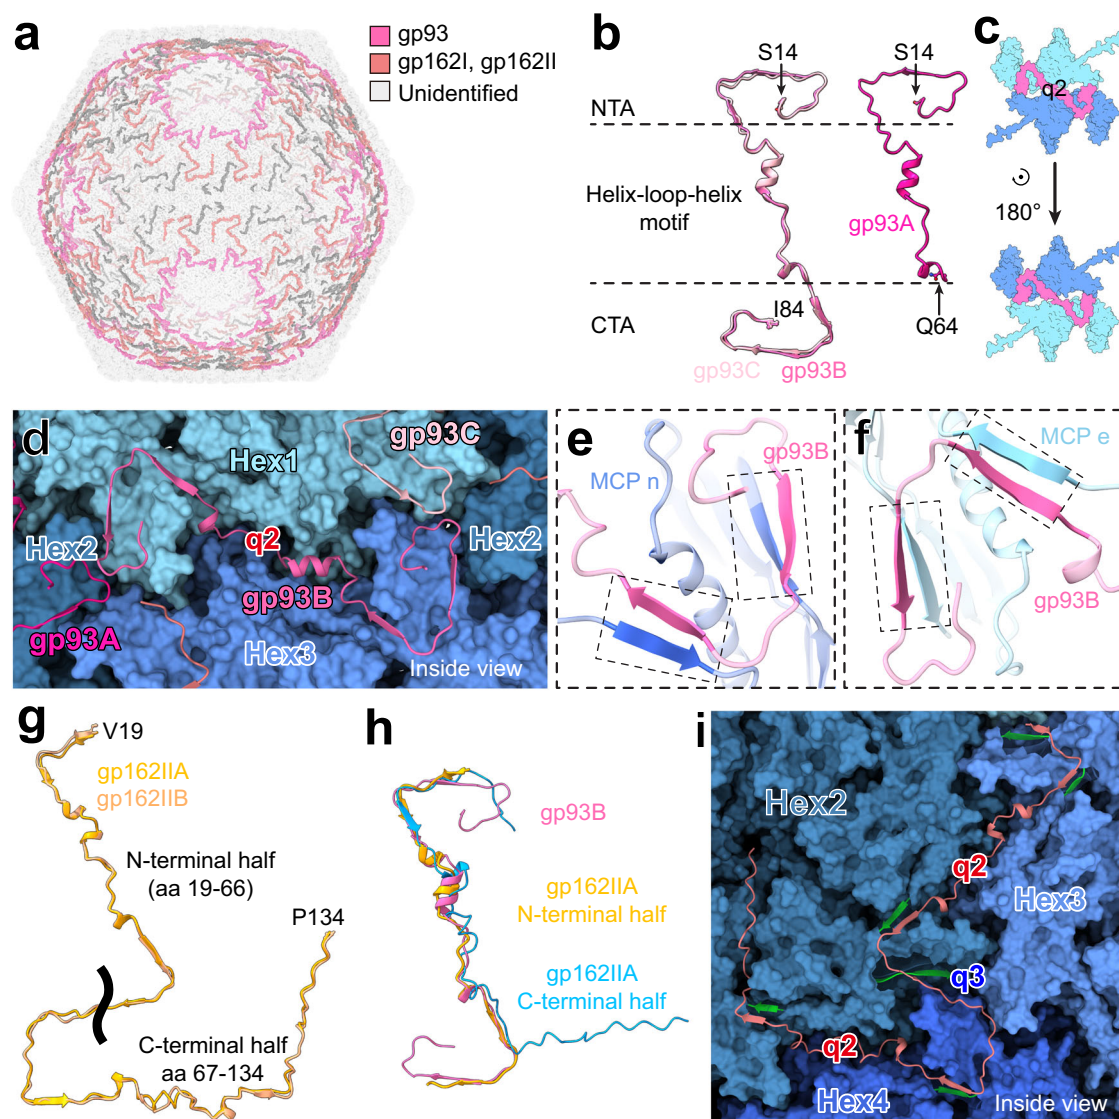 a
gp93
gp162I, gp162II
Unidentified
b
S14
S14
NTA
Helix-loop-helix
motif
gp93A
CTA
I84
Q64
gp93C
gp93B
c
q2
180°
d
gp93C
Hex1
Hex2
q2
Hex2
gp93B
gp93A
Hex3
Inside view
e
gp93B
MCP n
f
MCP e
gp93B
g
V19
gp162IIA
gp162IIB
N-terminal half
(aa 19-66)
P134
C-terminal half
aa 67-134
h
gp93B
gp162IIA
N-terminal half
gp162IIA
C-terminal half
i
Hex2
q2
Hex3
q3
q2
Hex4
Inside view